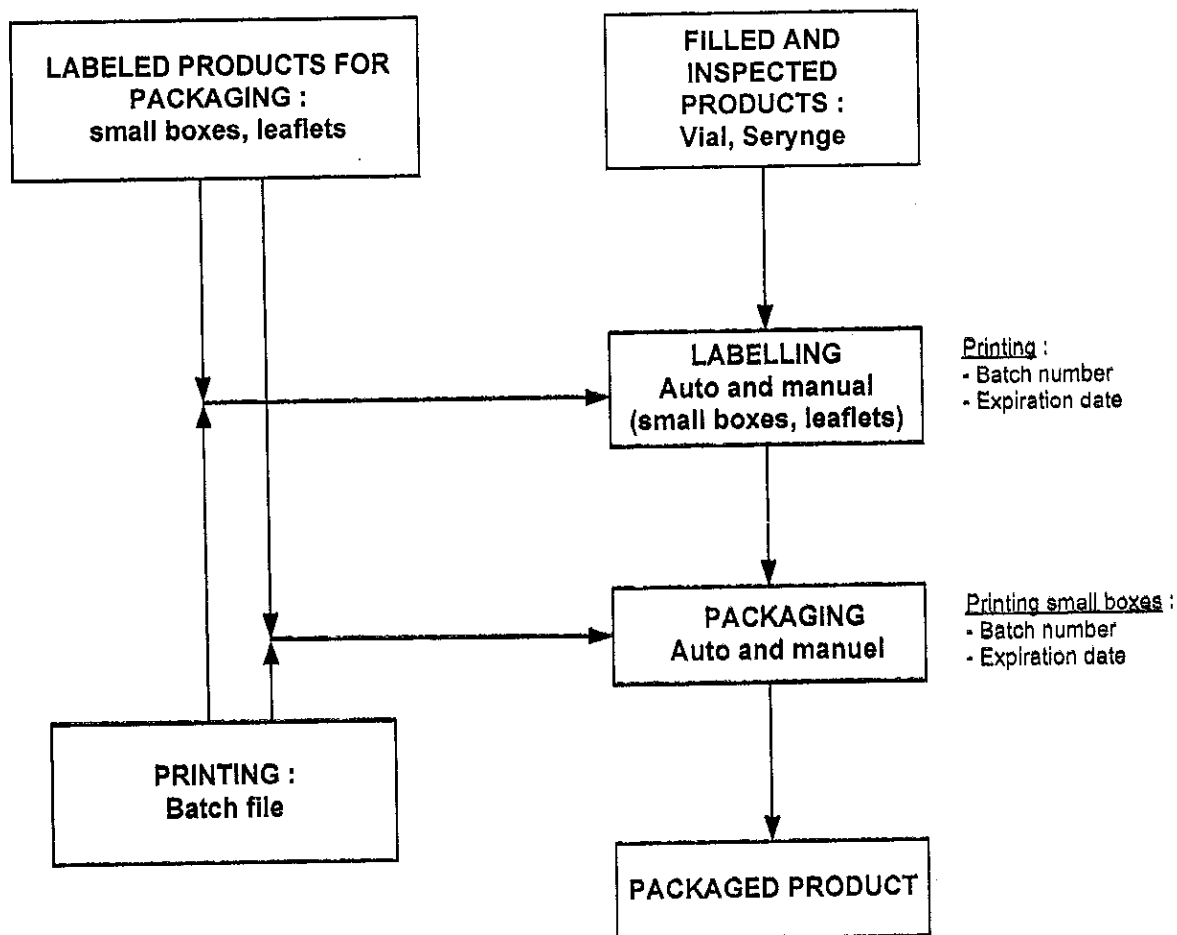 LABELED PRODUCTS FOR
PACKAGING :
small boxes, leaflets
FILLED AND
INSPECTED
PRODUCTS :
Vial, Serynge
LABELLING
Auto and manual
(small boxes, leaflets)
Printing :
- Batch number
- Expiration date
PACKAGING
Auto and manuel
Printing small boxes :
- Batch number
- Expiration date
PRINTING :
Batch file
PACKAGED PRODUCT